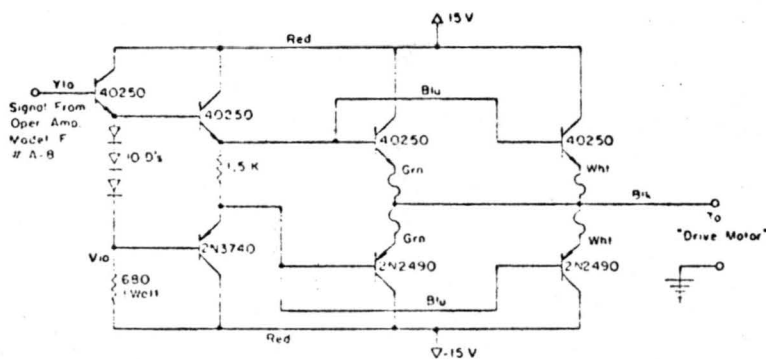 15 V
Red
Vio
40250
Signal From
Oper. Amp.
Model F
# A-8
40250
Blu
40250
40250
10 D's
1.5 K
Grn
Wht
Blk
To
"Drive Motor"
Grn
Wht
Vio
2N3740
2N2490
2N2490
680
1 Watt
Blu
Red
-15 V